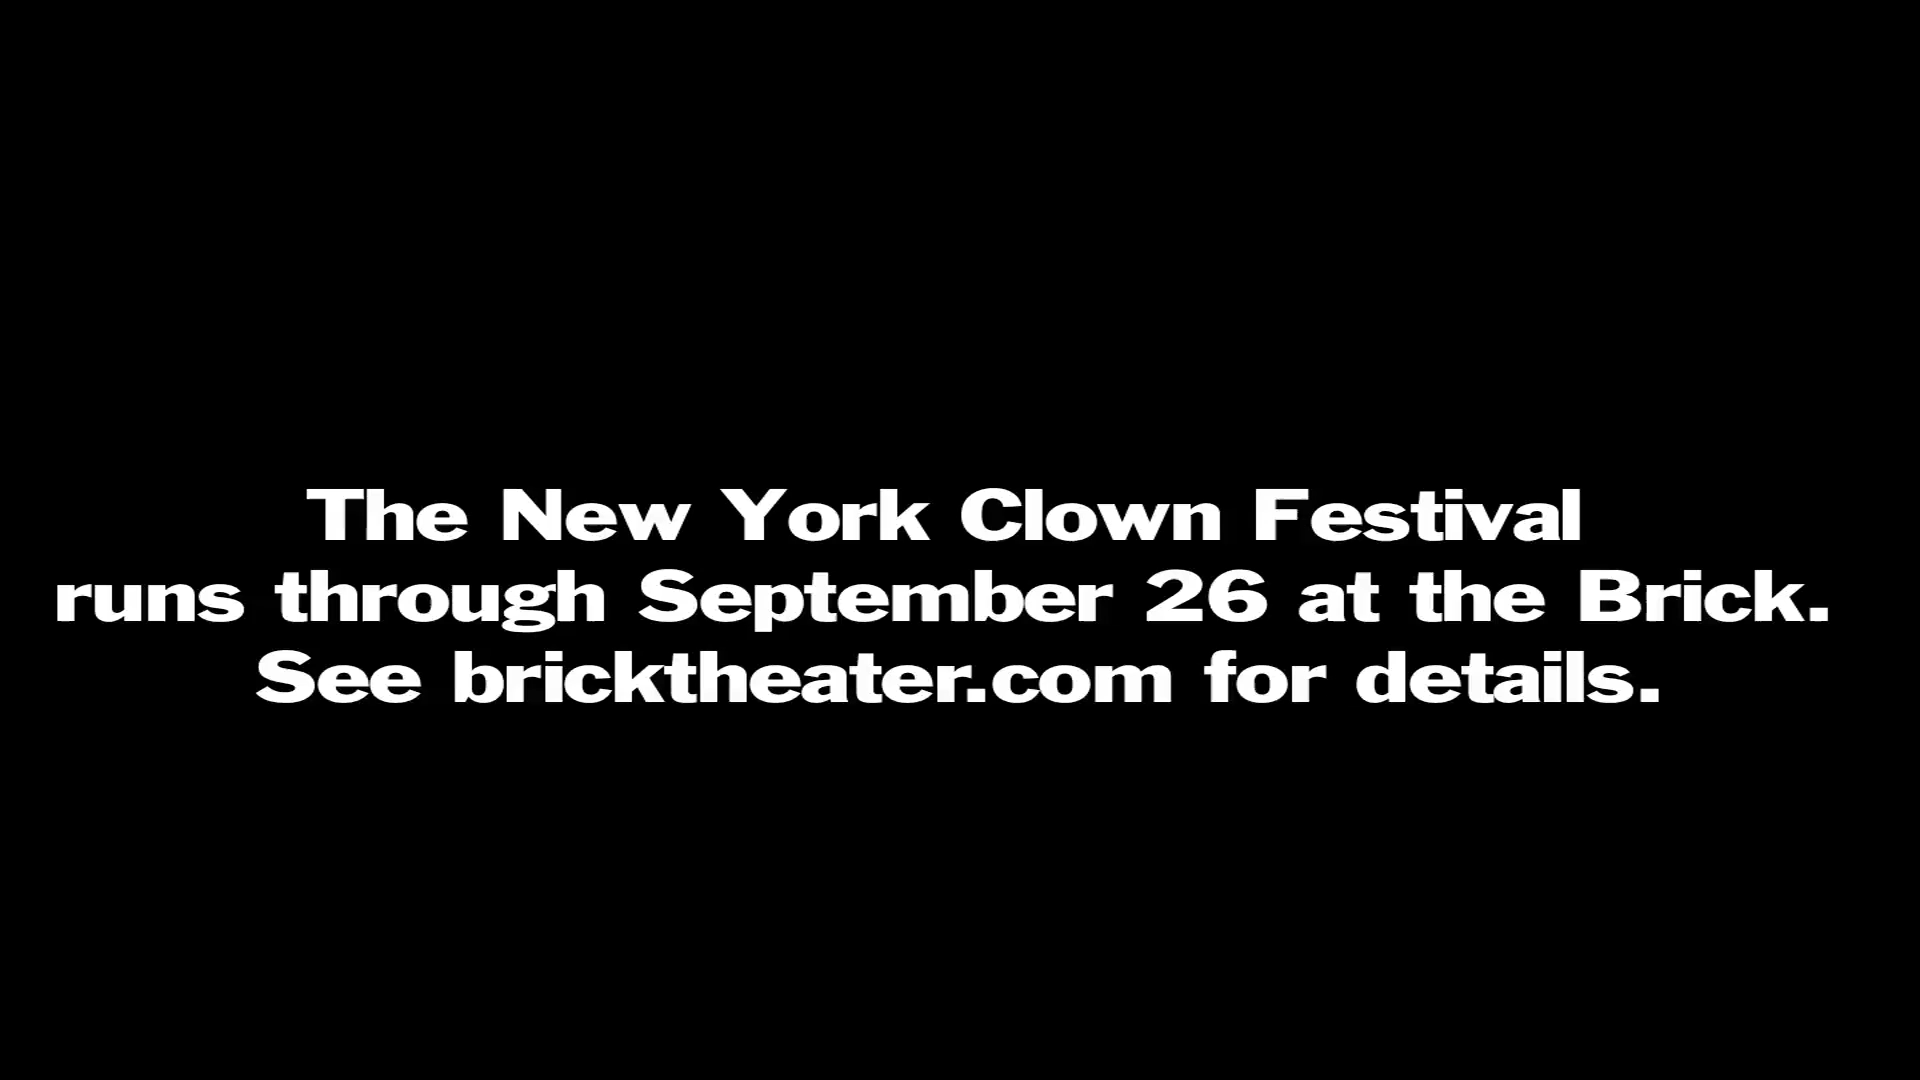 The New York Clown Festival
runs through September 26 at the Brick.
See bricktheater.com for details.